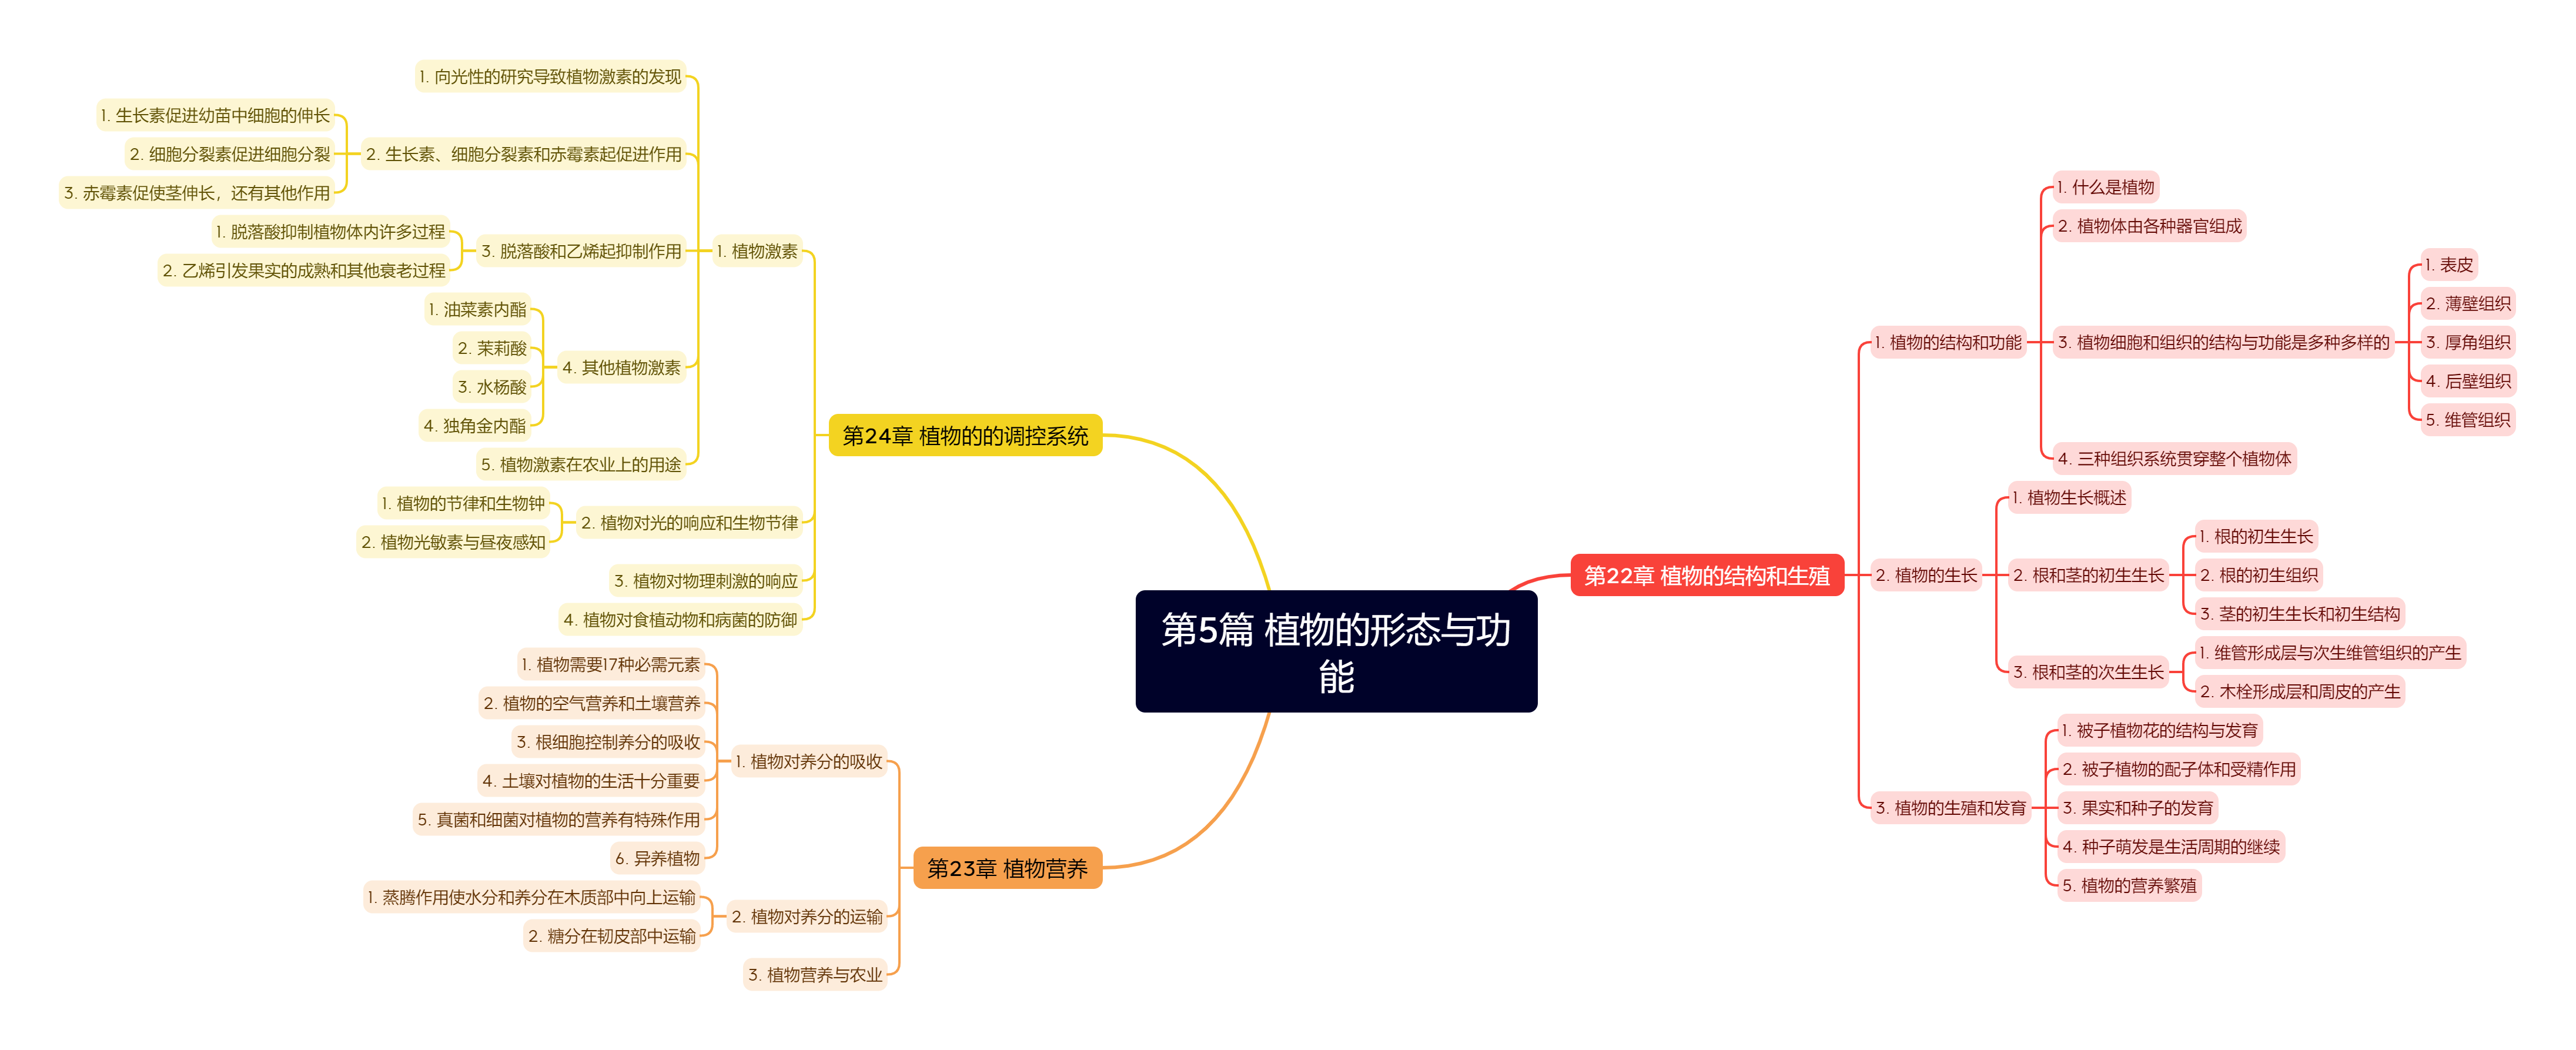 第5篇 植物的形态与功
能
第22章 植物的结构和生殖
1. 植物的结构和功能
1. 什么是植物
2. 植物体由各种器官组成
3. 植物细胞和组织的结构与功能是多种多样的
1. 表皮
2. 薄壁组织
3. 厚角组织
4. 后壁组织
5. 维管组织
4. 三种组织系统贯穿整个植物体
2. 植物的生长
1. 植物生长概述
2. 根和茎的初生生长
1. 根的初生生长
2. 根的初生组织
3. 茎的初生生长和初生结构
3. 根和茎的次生生长
1. 维管形成层与次生维管组织的产生
2. 木栓形成层和周皮的产生
3. 植物的生殖和发育
1. 被子植物花的结构与发育
2. 被子植物的配子体和受精作用
3. 果实和种子的发育
4. 种子萌发是生活周期的继续
5. 植物的营养繁殖
第23章 植物营养
1. 植物对养分的吸收
1. 植物需要17种必需元素
2. 植物的空气营养和土壤营养
3. 根细胞控制养分的吸收
4. 土壤对植物的生活十分重要
5. 真菌和细菌对植物的营养有特殊作用
6. 异养植物
2. 植物对养分的运输
1. 蒸腾作用使水分和养分在木质部中向上运输
2. 糖分在韧皮部中运输
3. 植物营养与农业
第24章 植物的的调控系统
1. 植物激素
1. 向光性的研究导致植物激素的发现
2. 生长素、细胞分裂素和赤霉素起促进作用
1. 生长素促进幼苗中细胞的伸长
2. 细胞分裂素促进细胞分裂
3. 赤霉素促使茎伸长，还有其他作用
3. 脱落酸和乙烯起抑制作用
1. 脱落酸抑制植物体内许多过程
2. 乙烯引发果实的成熟和其他衰老过程
4. 其他植物激素
1. 油菜素内酯
2. 茉莉酸
3. 水杨酸
4. 独角金内酯
5. 植物激素在农业上的用途
2. 植物对光的响应和生物节律
1. 植物的节律和生物钟
2. 植物光敏素与昼夜感知
3. 植物对物理刺激的响应
4. 植物对食植动物和病菌的防御